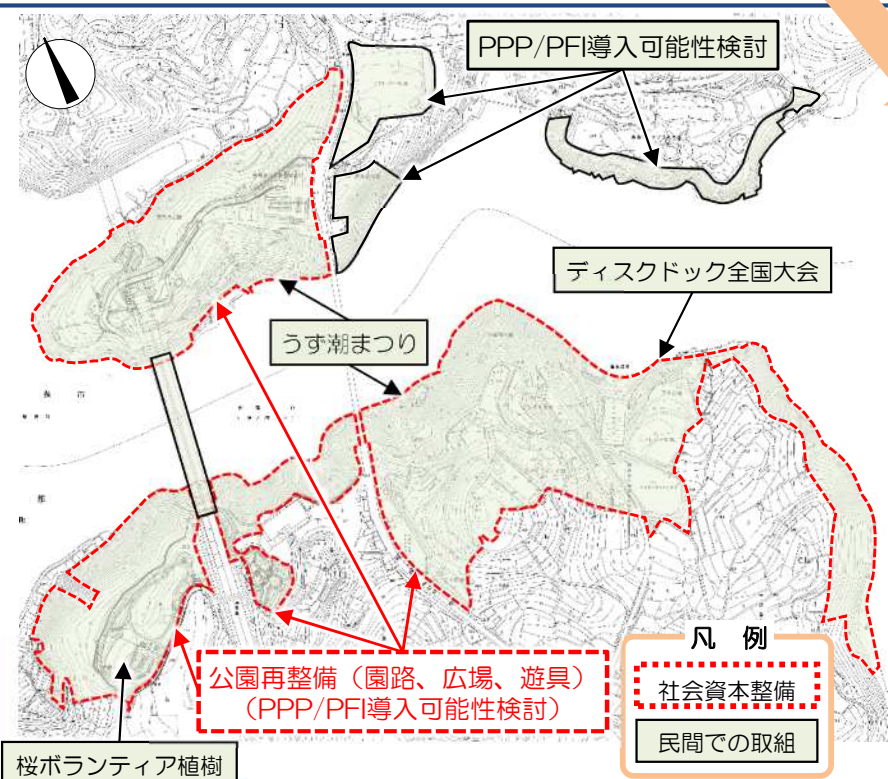 PPP/PFI導入可能性検討
ディスクドック全国大会
うず潮まつり
公園再整備（園路、広場、遊具）
（PPP/PFI導入可能性検討）
桜ボランティア植樹
凡 例
社会資本整備
民間での取組